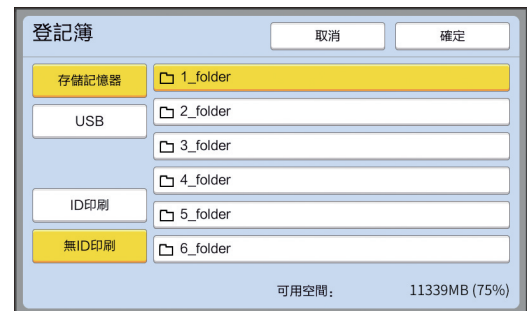 登記簿 取消 確定
存儲記憶器 1_folder
USB 2_folder
3_folder
4_folder
ID印刷 5_folder
無ID印刷 6_folder
可用空間： 11339MB (75%)